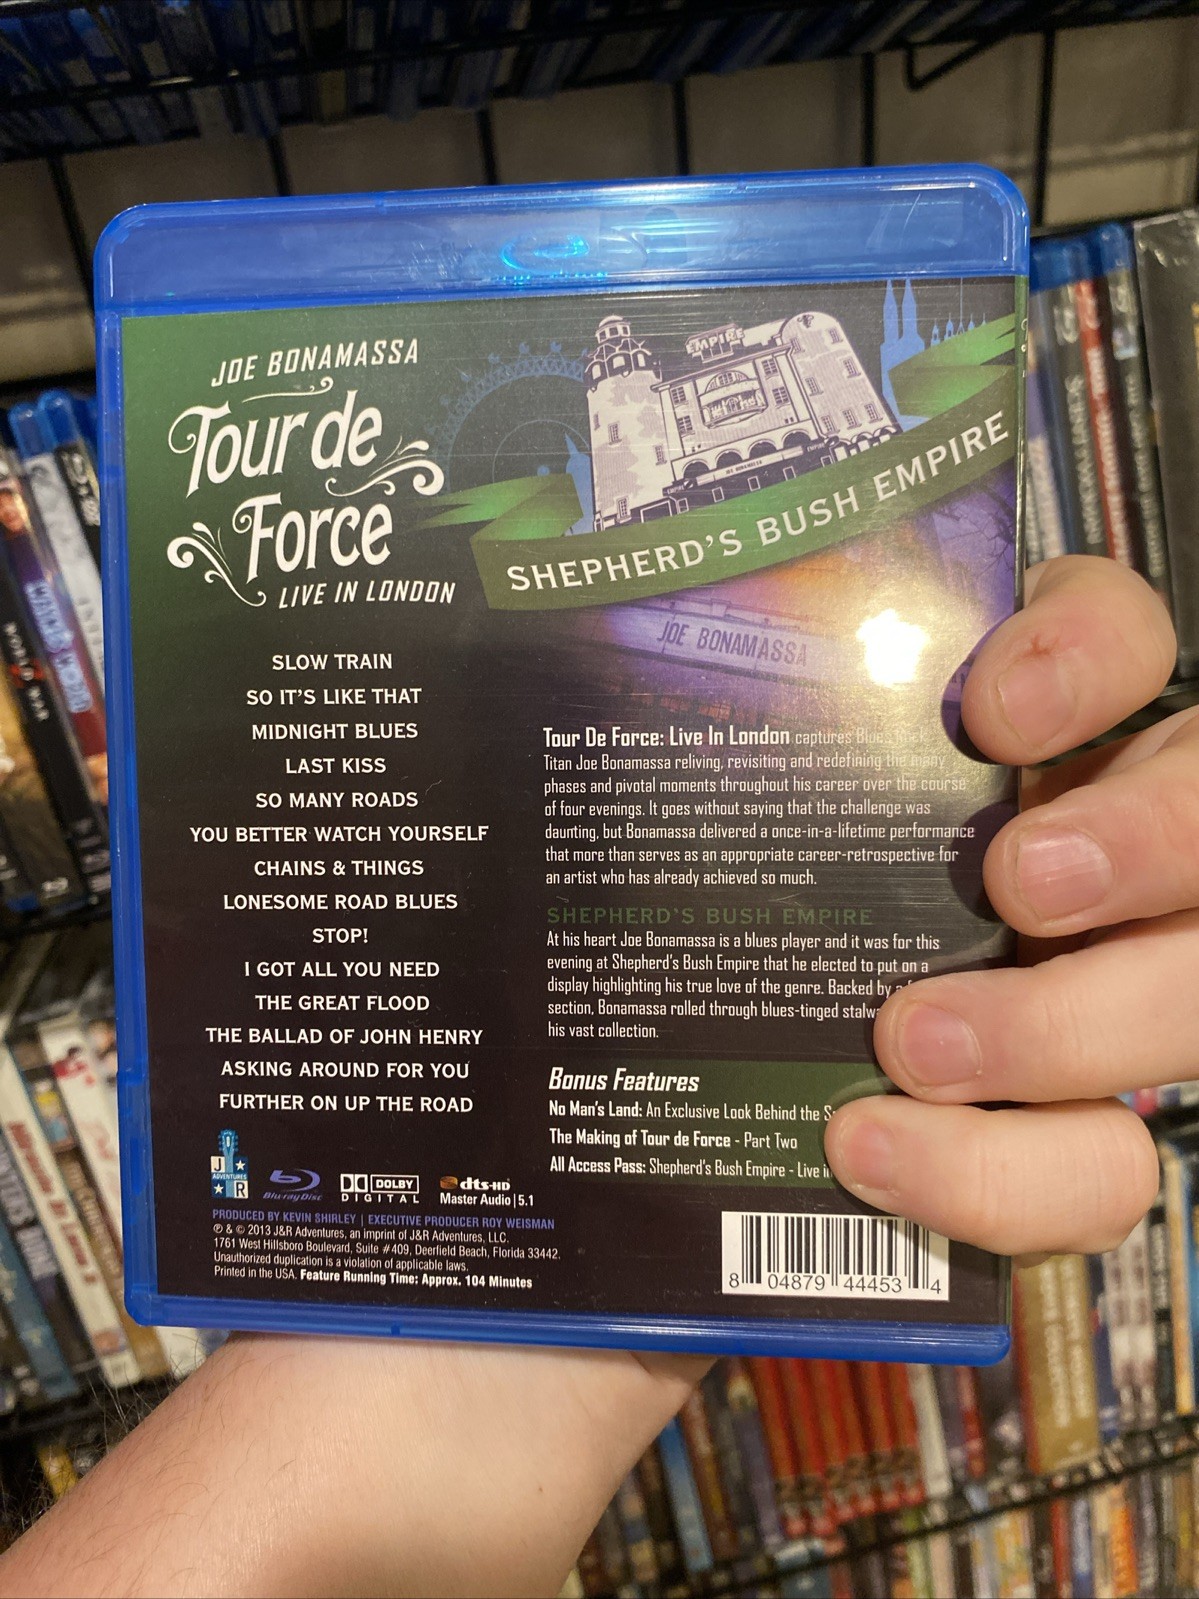 JOE BONAMASSA
Tour de
Force
LIVE IN LONDON
EMPIRE
SHEPHERD'S BUSH EMPIRE
JOE BONAMASSA
SLOW TRAIN
SO IT'S LIKE THAT
MIDNIGHT BLUES
LAST KISS
SO MANY ROADS
YOU BETTER WATCH YOURSELF
CHAINS & THINGS
LONESOME ROAD BLUES
STOP!
I GOT ALL YOU NEED
THE GREAT FLOOD
THE BALLAD OF JOHN HENRY
ASKING AROUND FOR YOU
FURTHER ON UP THE ROAD
Tour De Force: Live In London captures Blues
Titan Joe Bonamassa reliving, revisiting and redefining the many
phases and pivotal moments throughout his career over the course
of four evenings. It goes without saying that the challenge was
daunting, but Bonamassa delivered a once-in-a-lifetime performance
that more than serves as an appropriate career-retrospective for
an artist who has already achieved so much.
SHEPHERD'S BUSH EMPIRE
At his heart Joe Bonamassa is a blues player and it was for this
evening at Shepherd's Bush Empire that he elected to put on a
display highlighting his true love of the genre. Backed by a
section, Bonamassa rolled through blues-tinged
his vast collection.
Bonus Features
No Man's Land: An Exclusive Look Behind the
The Making of Tour de Force - Part Two
All Access Pass: Shepherd's Bush Empire - Live
J
ADVENTURES
R
Blu-ray Disc
DOLBY
DIGITAL
dts-HD
Master Audio | 5.1
PRODUCED BY KEVIN SHIRLEY | EXECUTIVE PRODUCER ROY WEISMAN
℗ & © 2013 J&R Adventures, an imprint of J&R Adventures, LLC.
1761 West Hillsboro Boulevard, Suite #409, Deerfield Beach, Florida 33442.
Unauthorized duplication is a violation of applicable laws.
Printed in the USA. Feature Running Time: Approx. 104 Minutes
8 04879 44453 4